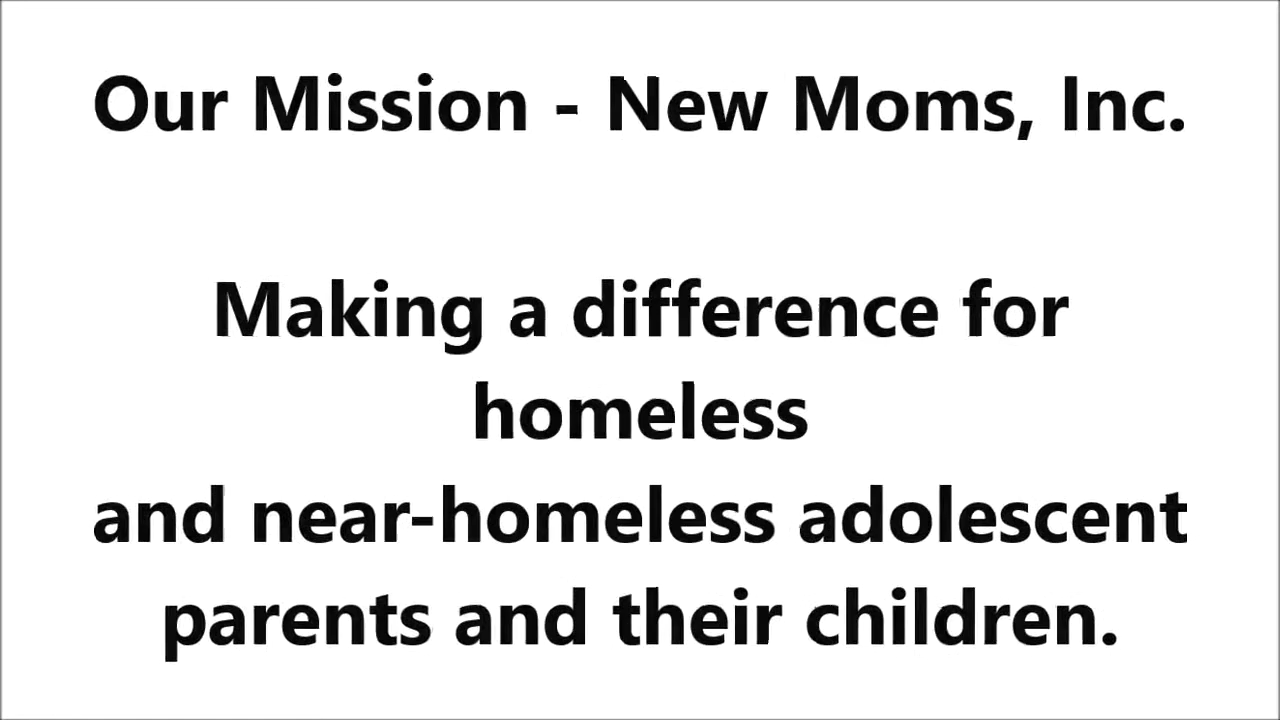 Our Mission - New Moms, Inc.
Making a difference for
homeless
and near-homeless adolescent
parents and their children.